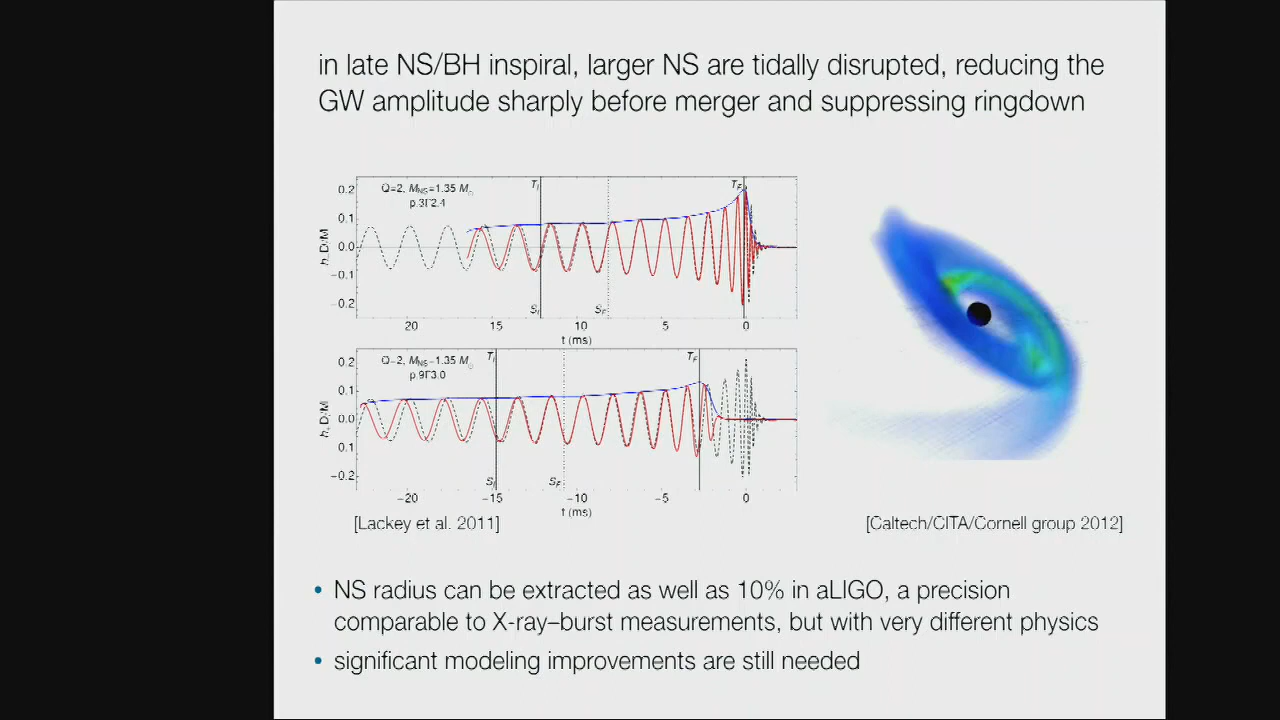 in late NS/BH inspiral, larger NS are tidally disrupted, reducing the
GW amplitude sharply before merger and suppressing ringdown
0.2
0.1
0.0
−0.1
−0.2
Q=2, M_NS=1.35 M_⊙
p.3Γ2.4
T_I
T_F
S_I
S_F
20
15
10
5
0
t (ms)
h₊D/M
0.2
0.1
0.0
0.1
−0.2
Q=2, M_NS=1.35 M_⊙
p.9Γ3.0
T_I
T_F
S_I
S_F
−20
−15
−10
−5
0
t (ms)
h₊D/M
[Lackey et al. 2011]
[Caltech/CITA/Cornell group 2012]
• NS radius can be extracted as well as 10% in aLIGO, a precision
comparable to X-ray–burst measurements, but with very different physics
• significant modeling improvements are still needed